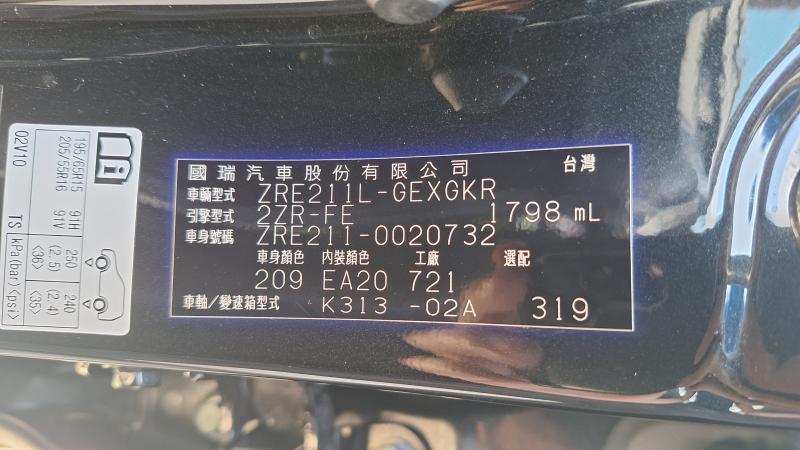 國瑞汽車股份有限公司 台灣
車輛型式 ZRE211L-GEXGKR
引擎型式 2ZR-FE 1798 mL
車身號碼 ZRE211-0020732
車身顏色 內裝顏色 工廠 選配
209 EA20 721
車軸/變速箱型式 K313 -02A 319
195/65R15 91H 250 240
205/55R16 91V (2.5) (2.4)
<36> <35>
02V10 TS kPa(bar)<psi>